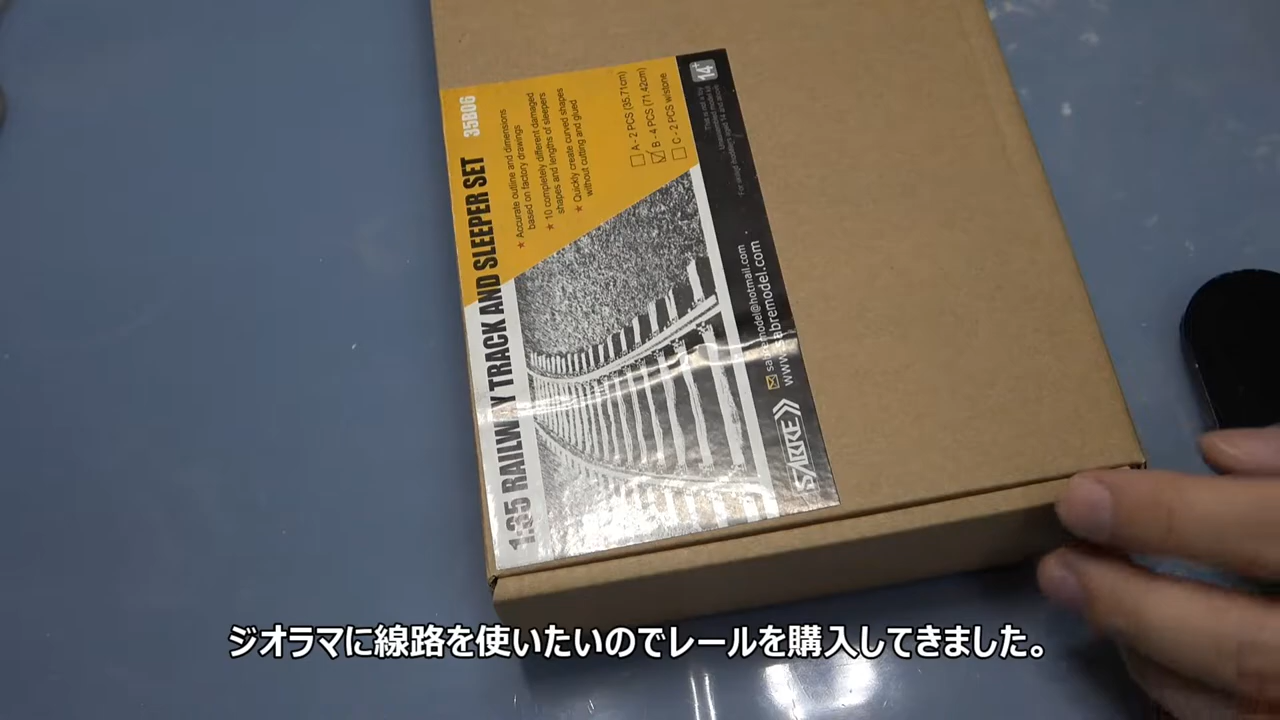 1:35 RAILWAY TRACK AND SLEEPER SET 35B06
★ Accurate outline and dimensions
based on factory drawings
★ 10 completely different damaged
shapes and lengths of sleepers
★ Quickly create curved shapes
without cutting and glued
A - 2 PCS (35.71cm)
B - 4 PCS (71.42cm)
C - 2 PCS w/stone
14+
SABRE
sabremodel@hotmail.com
www.sabremodel.com
ジオラマに線路を使いたいのでレールを購入してきました。